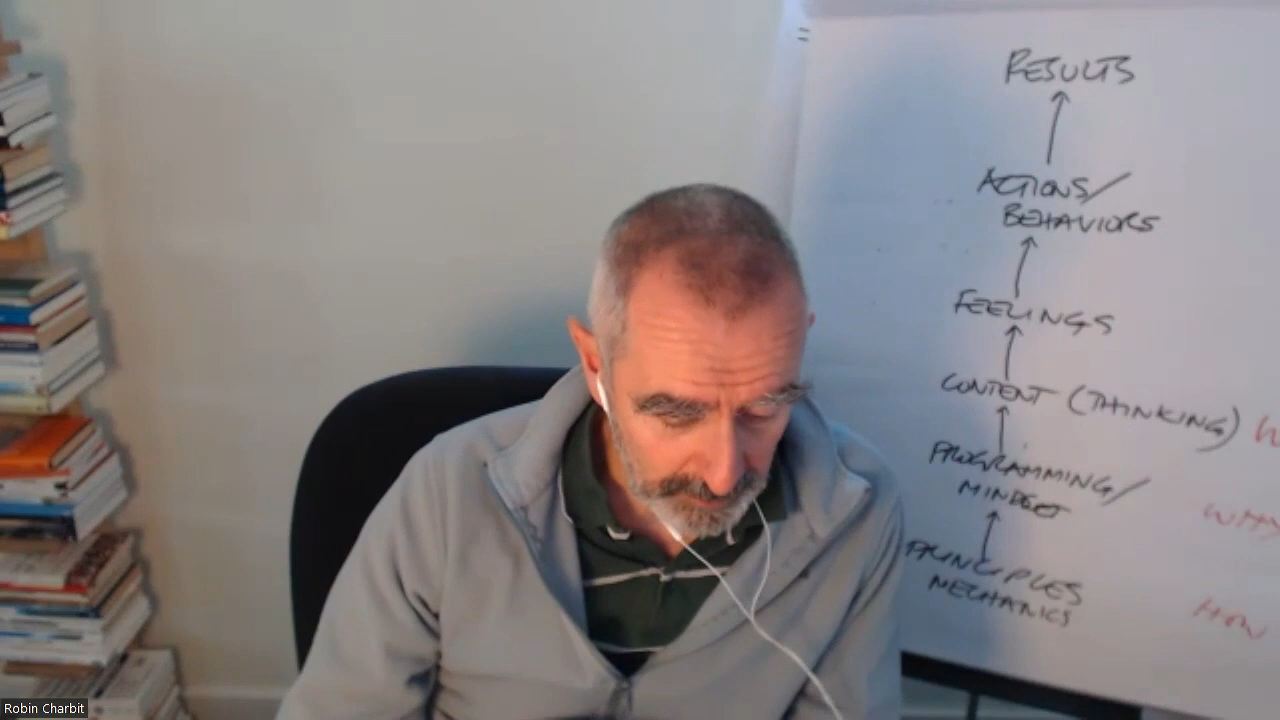 RESULTS
ACTIONS/
BEHAVIORS
FEELINGS
CONTENT (THINKING)
PROGRAMMING/
MINDSET
WHY
PRINCIPLES
MECHANICS
HOW
Robin Charbit